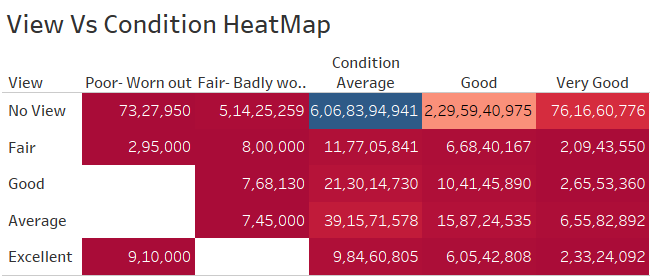 View Vs Condition HeatMap
Condition
View Poor- Worn out Fair- Badly wo.. Average Good Very Good
No View 73,27,950 5,14,25,259 6,06,83,94,941 2,29,59,40,975 76,16,60,776
Fair 2,95,000 8,00,000 11,77,05,841 6,68,40,167 2,09,43,550
Good 7,68,130 21,30,14,730 10,41,45,890 2,65,53,360
Average 7,45,000 39,15,71,578 15,87,24,535 6,55,82,892
Excellent 9,10,000 9,84,60,805 6,05,42,808 2,33,24,092